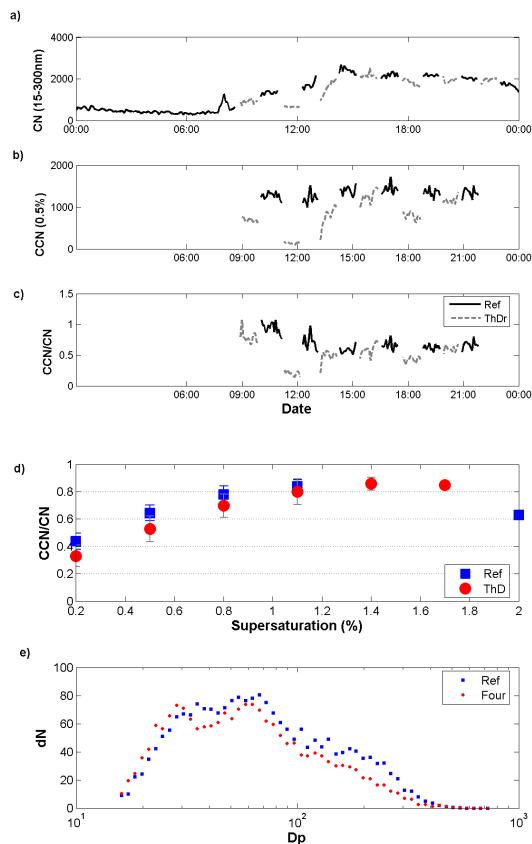 a)
CN (15-300nm)
4000
2000
0
00:00 06:00 12:00 18:00 00:00
b)
CCN (0.5%)
2000
1000
0
06:00 09:00 12:00 15:00 18:00 21:00 00:00
c)
CCN/CN
1.5
1
0.5
0
Ref
ThDr
06:00 09:00 12:00 15:00 18:00 21:00 00:00
Date
d)
CCN/CN
1
0.8
0.6
0.4
0.2
0
Ref
ThD
0.2 0.4 0.6 0.8 1 1.2 1.4 1.6 1.8 2
Supersaturation (%)
e)
dN
100
80
60
40
20
0
Ref
Four
10^1 10^2 10^3
Dp